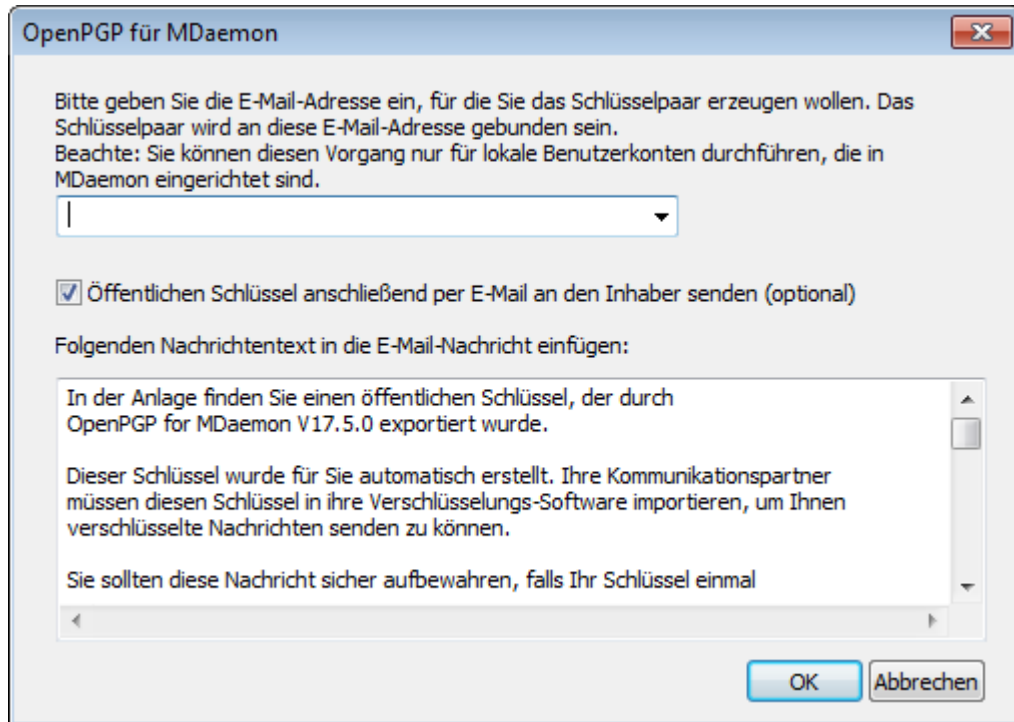 OpenPGP für MDaemon
Bitte geben Sie die E-Mail-Adresse ein, für die Sie das Schlüsselpaar erzeugen wollen. Das
Schlüsselpaar wird an diese E-Mail-Adresse gebunden sein.
Beachte: Sie können diesen Vorgang nur für lokale Benutzerkonten durchführen, die in
MDaemon eingerichtet sind.
Öffentlichen Schlüssel anschließend per E-Mail an den Inhaber senden (optional)
Folgenden Nachrichtentext in die E-Mail-Nachricht einfügen:
In der Anlage finden Sie einen öffentlichen Schlüssel, der durch
OpenPGP for MDaemon V17.5.0 exportiert wurde.
Dieser Schlüssel wurde für Sie automatisch erstellt. Ihre Kommunikationspartner
müssen diesen Schlüssel in ihre Verschlüsselungs-Software importieren, um Ihnen
verschlüsselte Nachrichten senden zu können.
Sie sollten diese Nachricht sicher aufbewahren, falls Ihr Schlüssel einmal
OK
Abbrechen